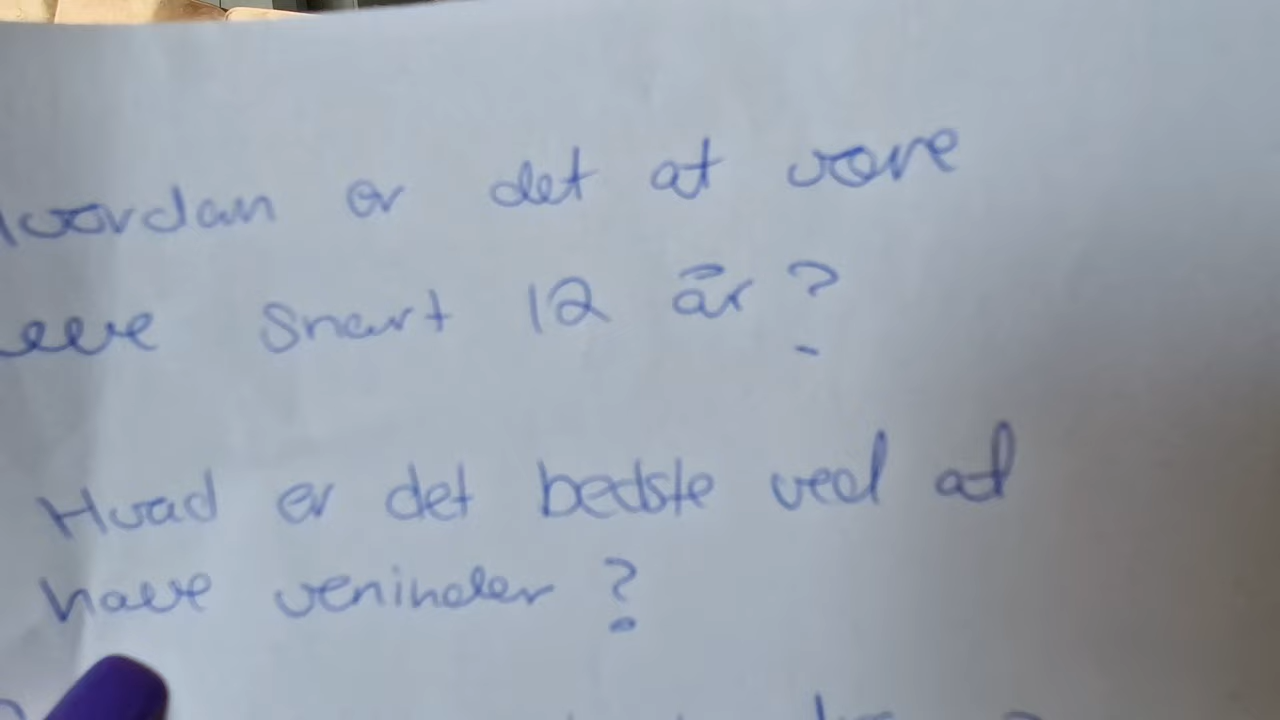 Hvordan er det at være
snart 12 år?
Hvad er det bedste ved at
have veninder?